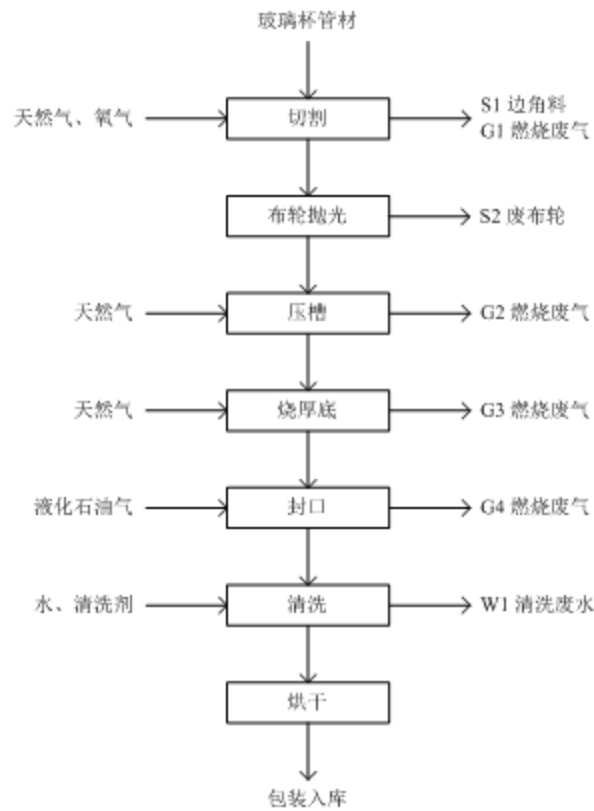 玻璃杯管材
天然气、氧气
切割
S1 边角料
G1 燃烧废气
布轮抛光
S2 废布轮
天然气
压槽
G2 燃烧废气
天然气
烧厚底
G3 燃烧废气
液化石油气
封口
G4 燃烧废气
水、清洗剂
清洗
W1 清洗废水
烘干
包装入库